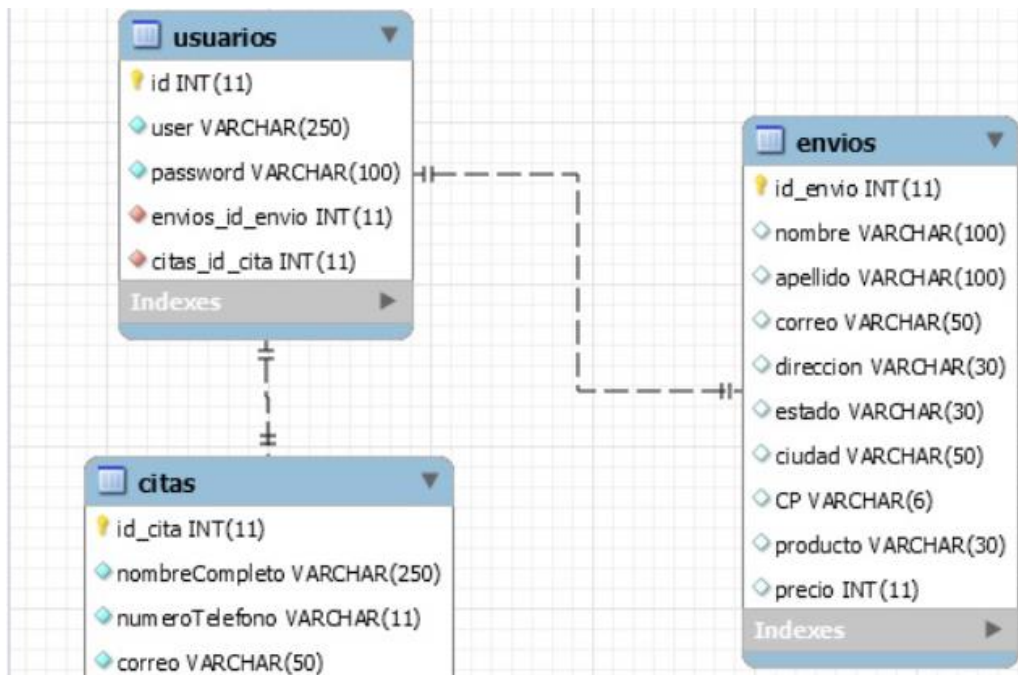 usuarios
id INT(11)
user VARCHAR(250)
password VARCHAR(100)
envios_id_envio INT(11)
citas_id_cita INT(11)
Indexes
envios
id_envio INT(11)
nombre VARCHAR(100)
apellido VARCHAR(100)
correo VARCHAR(50)
direccion VARCHAR(30)
estado VARCHAR(30)
ciudad VARCHAR(50)
CP VARCHAR(6)
producto VARCHAR(30)
precio INT(11)
Indexes
citas
id_cita INT(11)
nombreCompleto VARCHAR(250)
numeroTelefono VARCHAR(11)
correo VARCHAR(50)